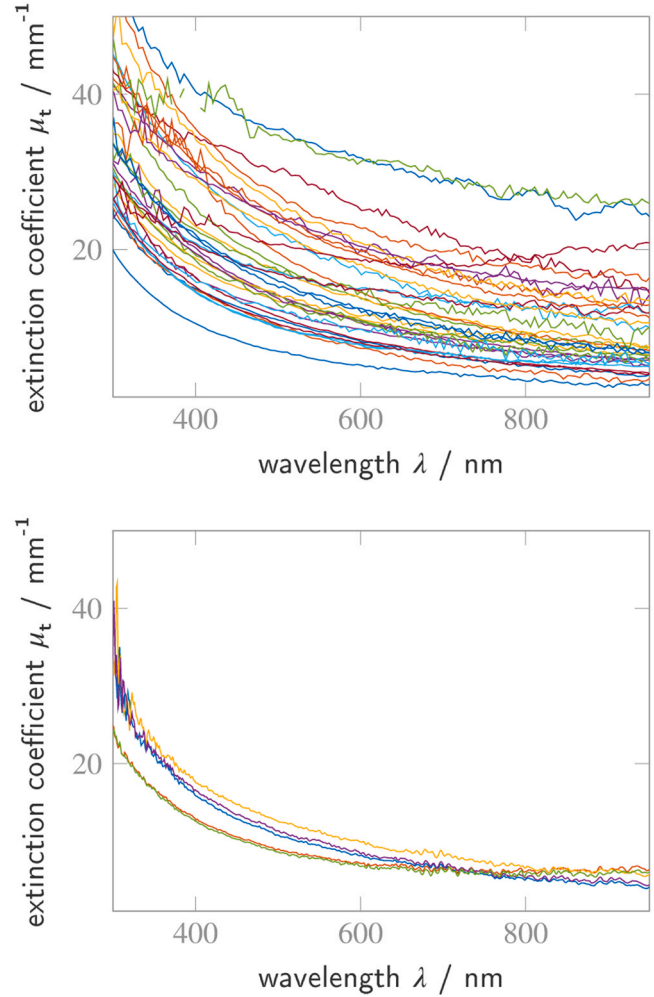 extinction coefficient μt / mm⁻¹
40
20
400 600 800
wavelength λ / nm
extinction coefficient μt / mm⁻¹
40
20
400 600 800
wavelength λ / nm